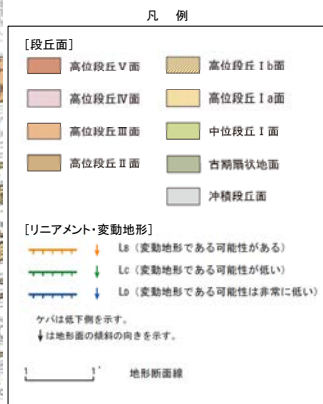 凡 例
[段丘面]
高位段丘Ⅴ面
高位段丘Ⅳ面
高位段丘Ⅲ面
高位段丘Ⅱ面
高位段丘Ⅰb面
高位段丘Ⅰa面
中位段丘Ⅰ面
古期扇状地面
沖積段丘面
[リニアメント・変動地形]
LB (変動地形である可能性がある)
LC (変動地形である可能性が低い)
LD (変動地形である可能性は非常に低い)
ケバは低下側を示す。
↓は地形面の傾斜の向きを示す。
1 1' 地形断面線